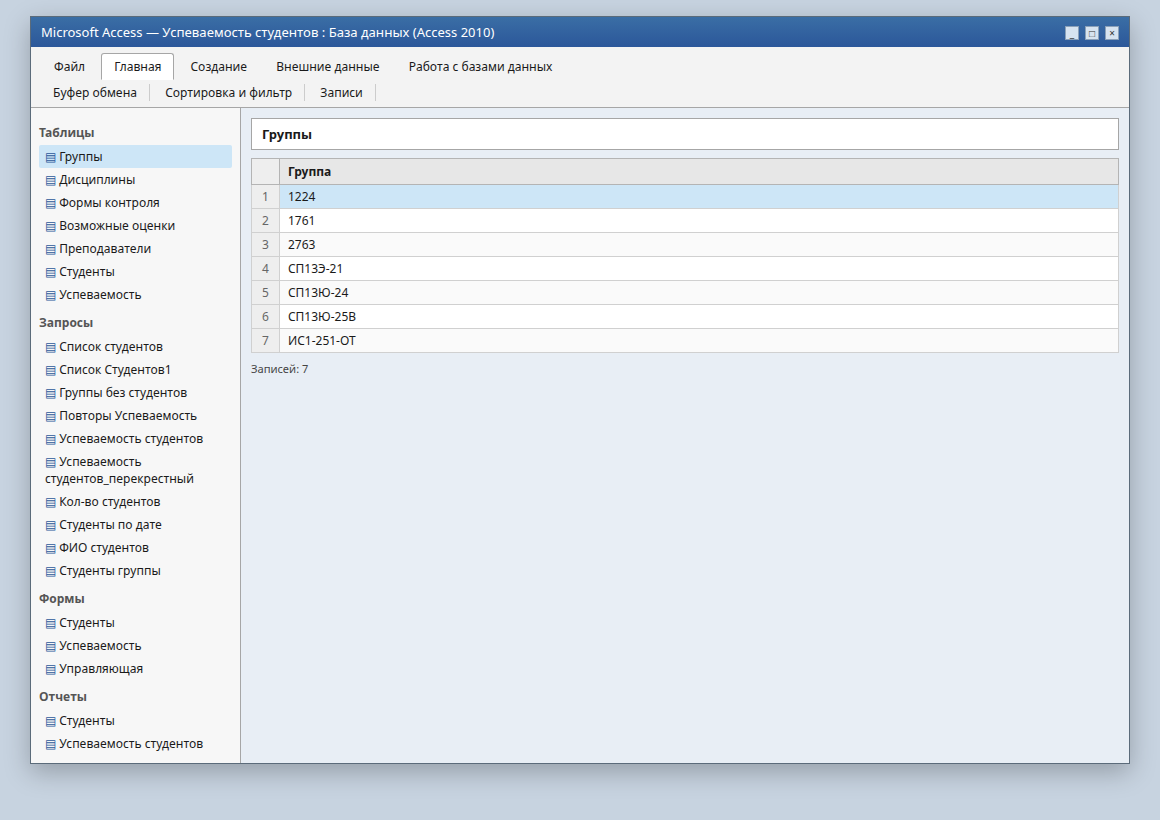 Microsoft Access — Успеваемость студентов : База данных (Access 2010)
Файл Главная Создание Внешние данные Работа с базами данных
Буфер обмена Сортировка и фильтр Записи
Таблицы
Группы
Дисциплины
Формы контроля
Возможные оценки
Преподаватели
Студенты
Успеваемость
Запросы
Список студентов
Список Студентов1
Группы без студентов
Повторы Успеваемость
Успеваемость студентов
Успеваемость
студентов_перекрестный
Кол-во студентов
Студенты по дате
ФИО студентов
Студенты группы
Формы
Студенты
Успеваемость
Управляющая
Отчеты
Студенты
Успеваемость студентов
Группы
Группа
1 1224
2 1761
3 2763
4 СП13Э-21
5 СП13Ю-24
6 СП13Ю-25В
7 ИС1-251-ОТ
Записей: 7